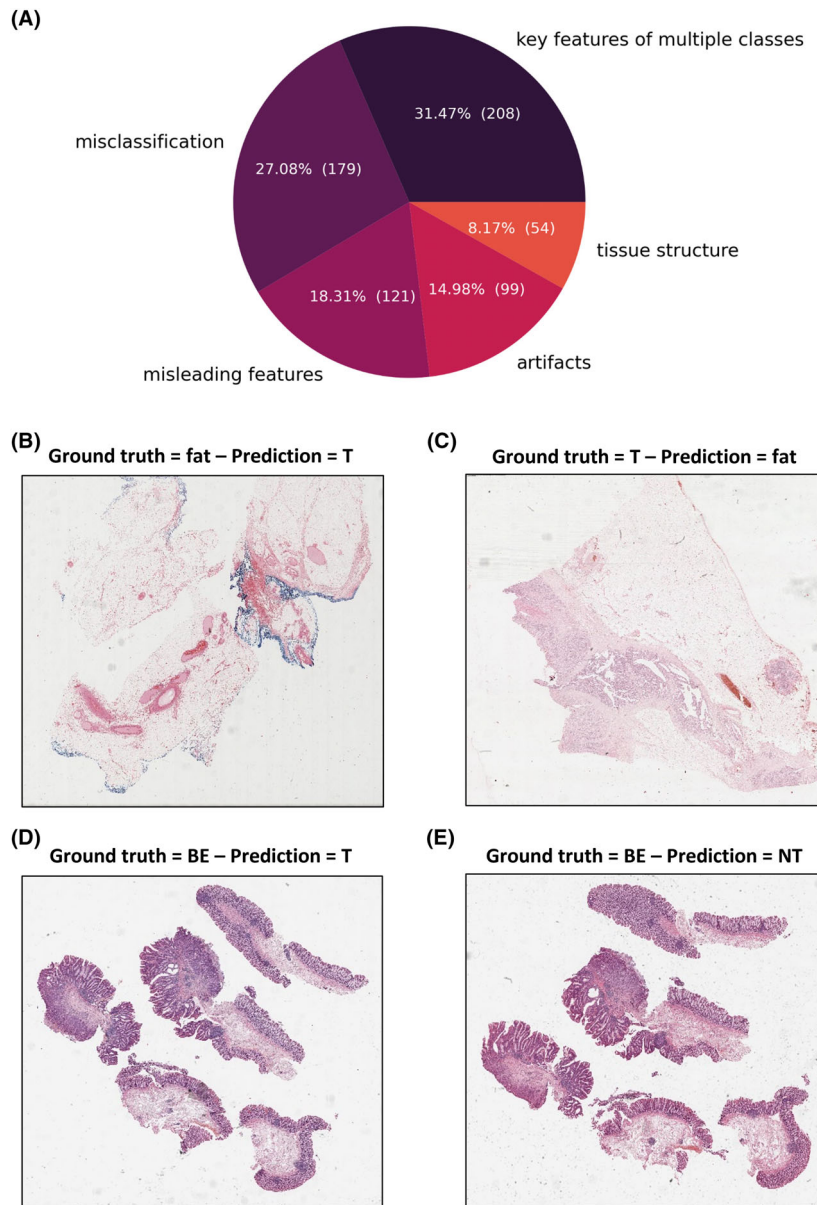 (A)
key features of multiple classes
31.47% (208)
misclassification
27.08% (179)
8.17% (54)
tissue structure
18.31% (121)
14.98% (99)
misleading features
artifacts
(B)
Ground truth = fat – Prediction = T
(C)
Ground truth = T – Prediction = fat
(D)
Ground truth = BE – Prediction = T
(E)
Ground truth = BE – Prediction = NT